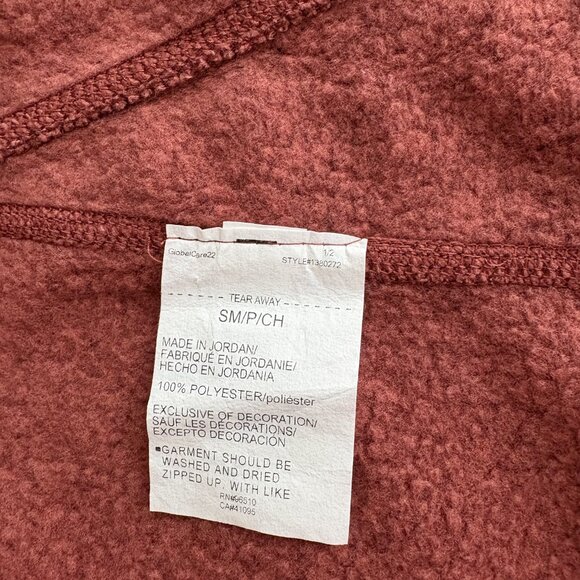 GlobalCare22
1/2
STYLE#1380272
TEAR AWAY
SM/P/CH
MADE IN JORDAN/
FABRIQUÉ EN JORDANIE/
HECHO EN JORDANIA
100% POLYESTER/poliéster
EXCLUSIVE OF DECORATION/
SAUF LES DÉCORATIONS/
EXCEPTO DECORACIÓN
■GARMENT SHOULD BE
WASHED AND DRIED
ZIPPED UP, WITH LIKE
RN#96510
CA#41095